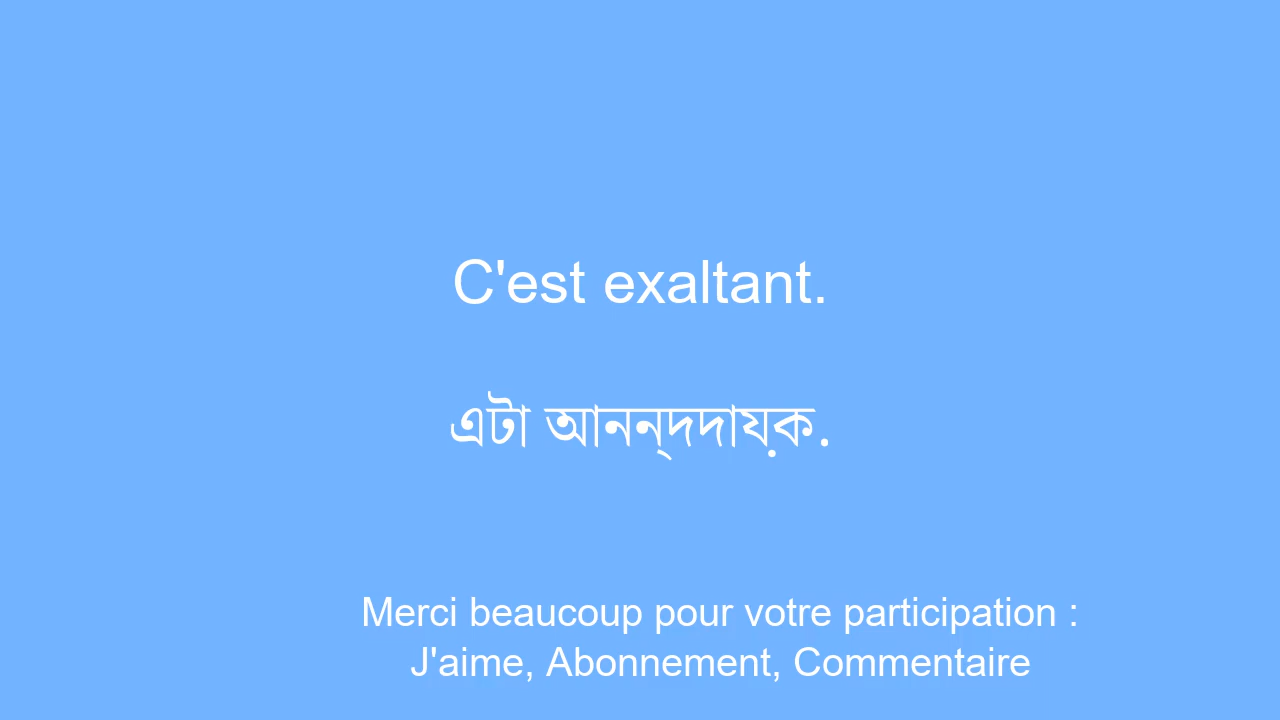 C'est exaltant.
এটা আনন্দদায়ক.
Merci beaucoup pour votre participation :
J'aime, Abonnement, Commentaire